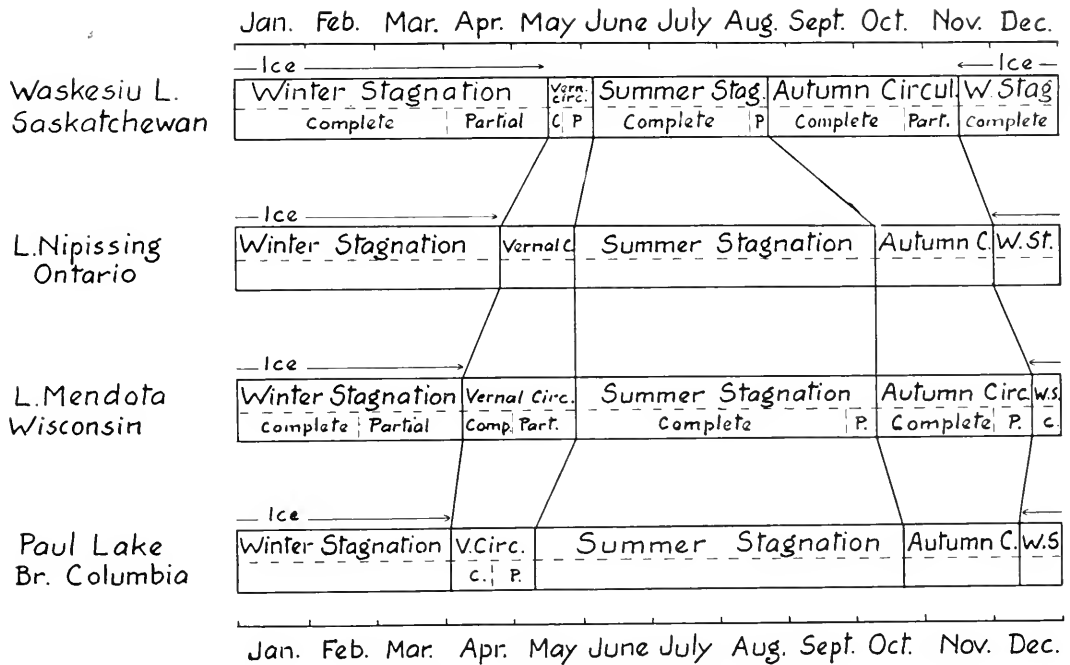 Jan. Feb. Mar. Apr. May June July Aug. Sept. Oct. Nov. Dec.
Ice Ice
Waskesiu L.
Saskatchewan
Winter Stagnation Vern. Circ. Summer Stag. Autumn Circul. W.Stag
Complete Partial C P Complete P Complete Part. Complete
Ice
L.Nipissing
Ontario
Winter Stagnation Vernal C. Summer Stagnation Autumn C. W.St.
Ice
L.Mendota
Wisconsin
Winter Stagnation Vernal Circ. Summer Stagnation Autumn Circ. W.S.
Complete Partial Comp. Part. Complete P. Complete P. C.
Ice
Paul Lake
Br. Columbia
Winter Stagnation V.Circ. Summer Stagnation Autumn C. W.S
C. P.
Jan. Feb. Mar. Apr. May June July Aug. Sept. Oct. Nov. Dec.